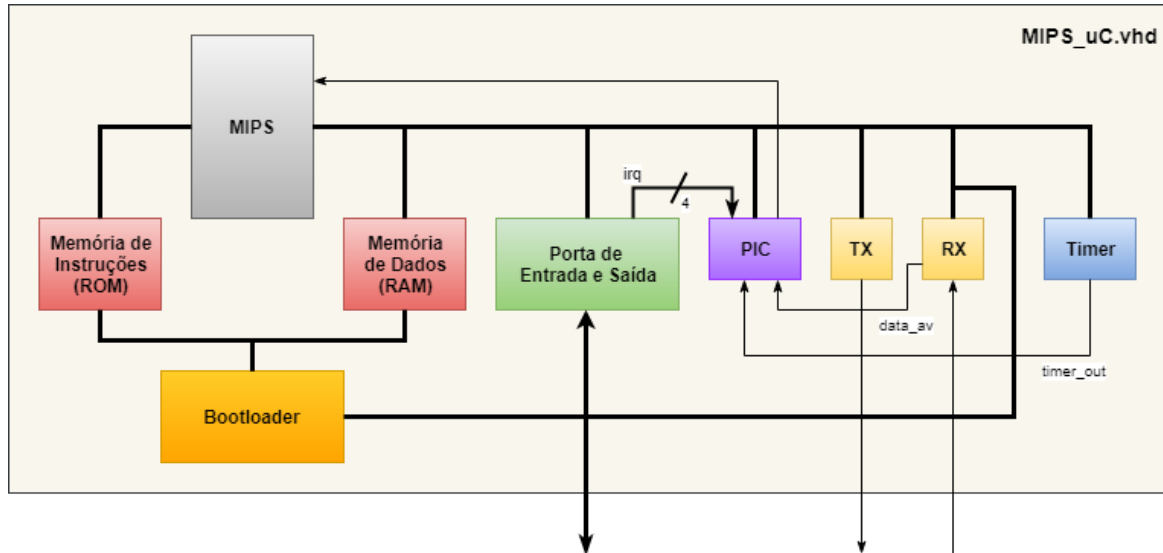 MIPS_uC.vhd
MIPS
irq
4
Memória de
Instruções
(ROM)
Memória
de Dados
(RAM)
Porta de
Entrada e Saída
PIC
TX
RX
Timer
data_av
timer_out
Bootloader